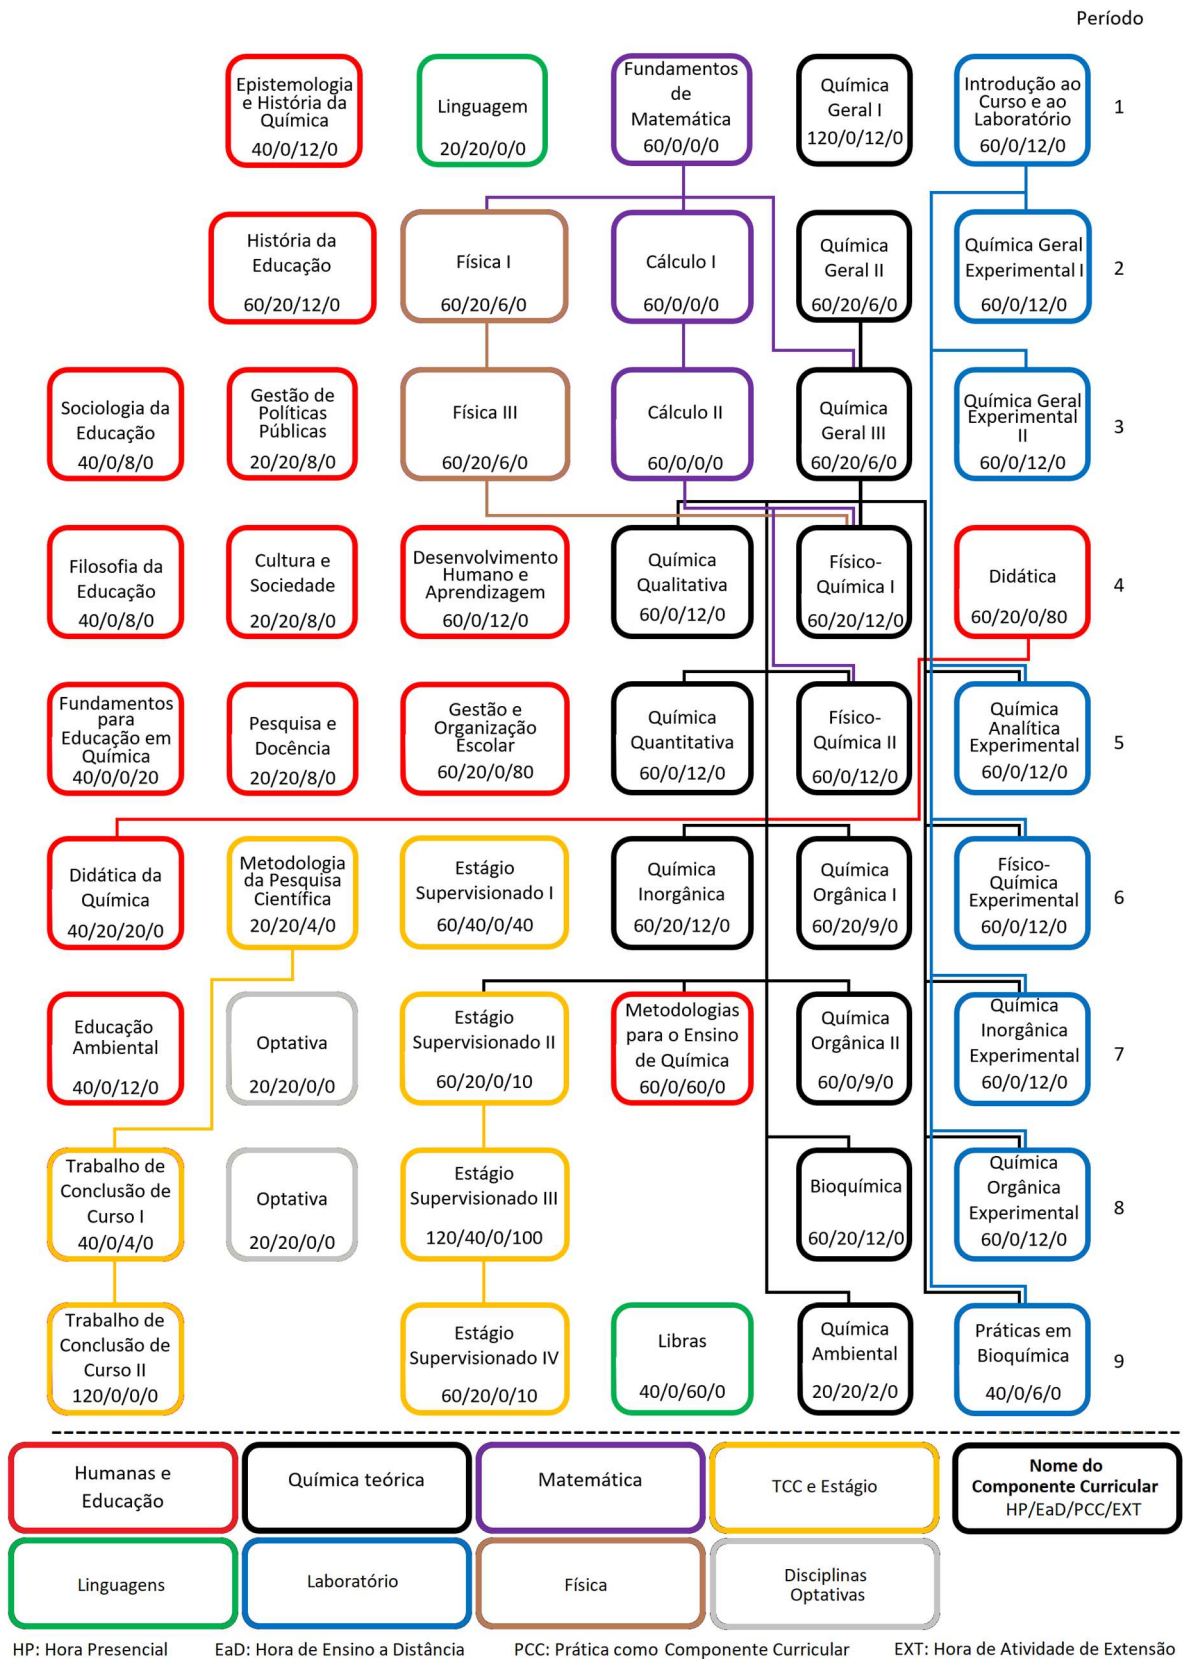 Período
Epistemologia
e História da
Química
40/0/12/0
Linguagem
20/20/0/0
Fundamentos
de
Matemática
60/0/0/0
Química
Geral I
120/0/12/0
Introdução ao
Curso e ao
Laboratório
60/0/12/0
1
História da
Educação
60/20/12/0
Física I
60/20/6/0
Cálculo I
60/0/0/0
Química
Geral II
60/20/6/0
Química Geral
Experimental I
60/0/12/0
2
Sociologia da
Educação
40/0/8/0
Gestão de
Políticas
Públicas
20/20/8/0
Física III
60/20/6/0
Cálculo II
60/0/0/0
Química
Geral III
60/20/6/0
Química Geral
Experimental
II
60/0/12/0
3
Filosofia da
Educação
40/0/8/0
Cultura e
Sociedade
20/20/8/0
Desenvolvimento
Humano e
Aprendizagem
60/0/12/0
Química
Qualitativa
60/0/12/0
Físico-
Química I
60/20/12/0
Didática
60/20/0/80
4
Fundamentos
para
Educação em
Química
40/0/0/20
Pesquisa e
Docência
20/20/8/0
Gestão e
Organização
Escolar
60/20/0/80
Química
Quantitativa
60/0/12/0
Físico-
Química II
60/0/12/0
Química
Analítica
Experimental
60/0/12/0
5
Didática da
Química
40/20/20/0
Metodologia
da Pesquisa
Científica
20/20/4/0
Estágio
Supervisionado I
60/40/0/40
Química
Inorgânica
60/20/12/0
Química
Orgânica I
60/20/9/0
Físico-
Química
Experimental
60/0/12/0
6
Educação
Ambiental
40/0/12/0
Optativa
20/20/0/0
Estágio
Supervisionado II
60/20/0/10
Metodologias
para o Ensino
de Química
60/0/60/0
Química
Orgânica II
60/0/9/0
Química
Inorgânica
Experimental
60/0/12/0
7
Trabalho de
Conclusão de
Curso I
40/0/4/0
Optativa
20/20/0/0
Estágio
Supervisionado III
120/40/0/100
Bioquímica
60/20/12/0
Química
Orgânica
Experimental
60/0/12/0
8
Trabalho de
Conclusão de
Curso II
120/0/0/0
Estágio
Supervisionado IV
60/20/0/10
Libras
40/0/60/0
Química
Ambiental
20/20/2/0
Práticas em
Bioquímica
40/0/6/0
9
Humanas e
Educação
Química teórica
Matemática
TCC e Estágio
Nome do
Componente Curricular
HP/EaD/PCC/EXT
Linguagens
Laboratório
Física
Disciplinas
Optativas
HP: Hora Presencial
EaD: Hora de Ensino a Distância
PCC: Prática como Componente Curricular
EXT: Hora de Atividade de Extensão